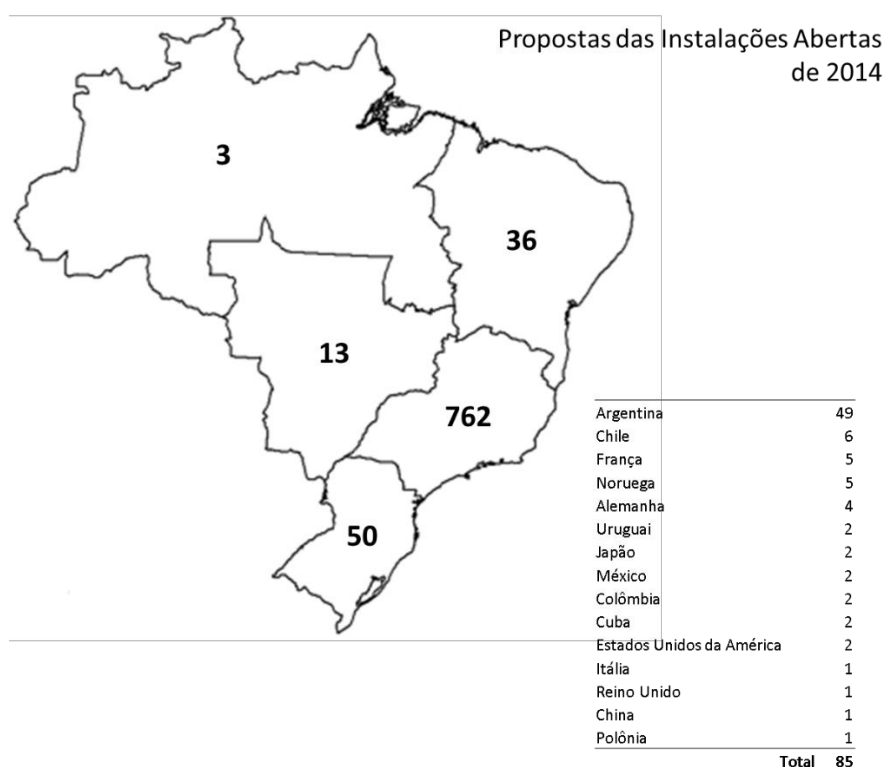 Propostas das Instalações Abertas
de 2014
3
36
13
762
50
Argentina 49
Chile 6
França 5
Noruega 5
Alemanha 4
Uruguai 2
Japão 2
México 2
Colômbia 2
Cuba 2
Estados Unidos da América 2
Itália 1
Reino Unido 1
China 1
Polônia 1
Total 85